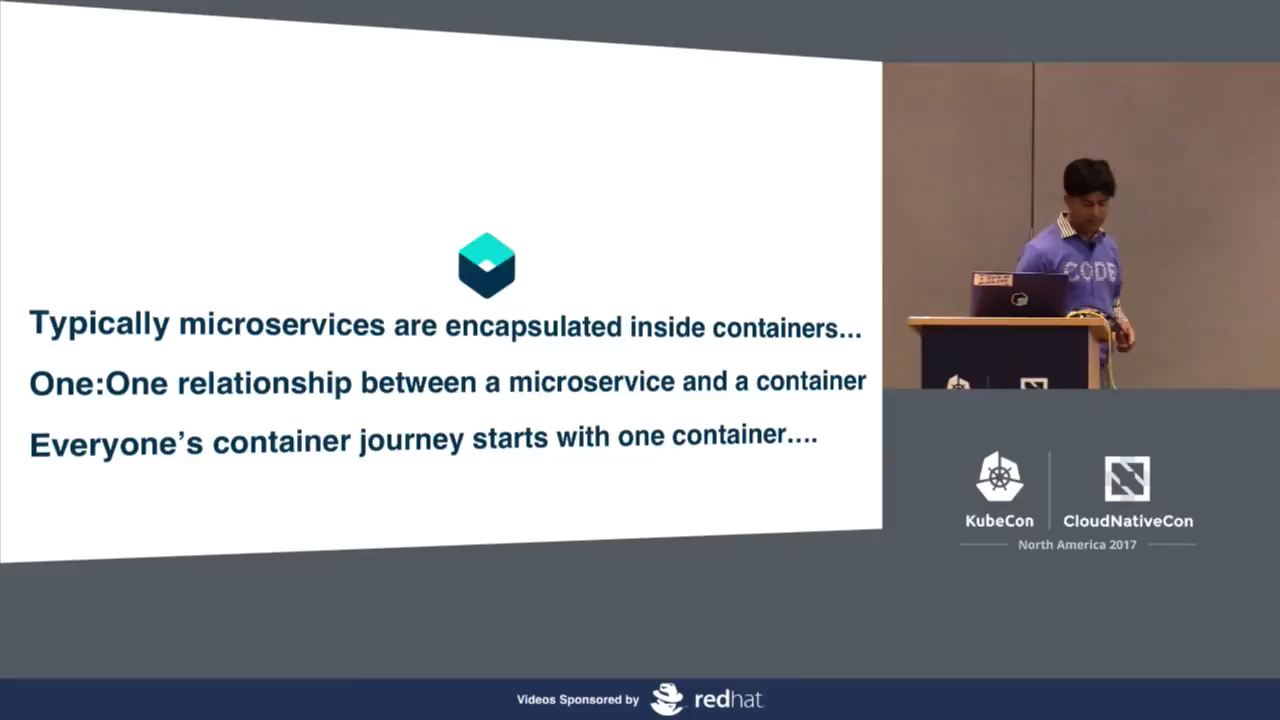 Typically microservices are encapsulated inside containers...
One:One relationship between a microservice and a container
Everyone's container journey starts with one container....
CODE
KubeCon
CloudNativeCon
North America 2017
Videos Sponsored by
redhat